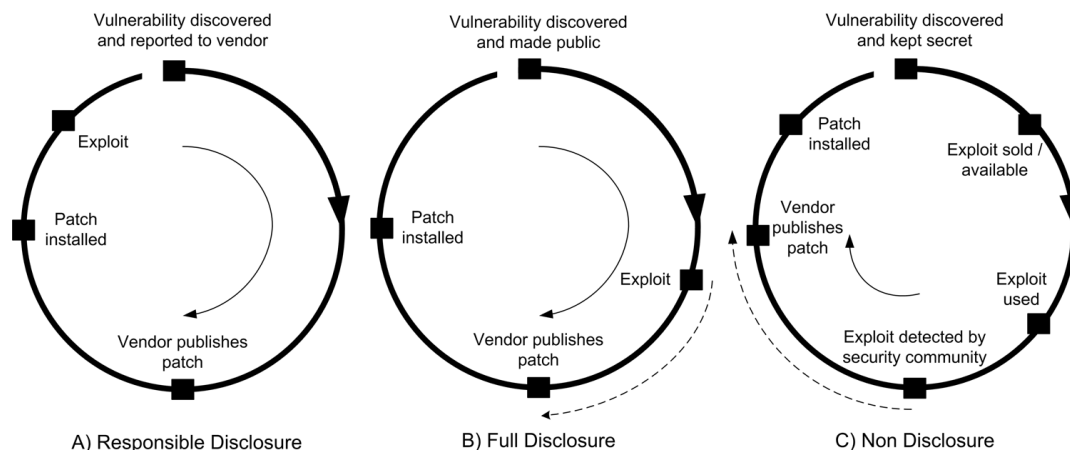 Vulnerability discovered
and reported to vendor
Exploit
Patch
installed
Vendor publishes
patch
A) Responsible Disclosure
Vulnerability discovered
and made public
Patch
installed
Exploit
Vendor publishes
patch
B) Full Disclosure
Vulnerability discovered
and kept secret
Patch
installed
Exploit sold /
available
Vendor
publishes
patch
Exploit
used
Exploit detected by
security community
C) Non Disclosure